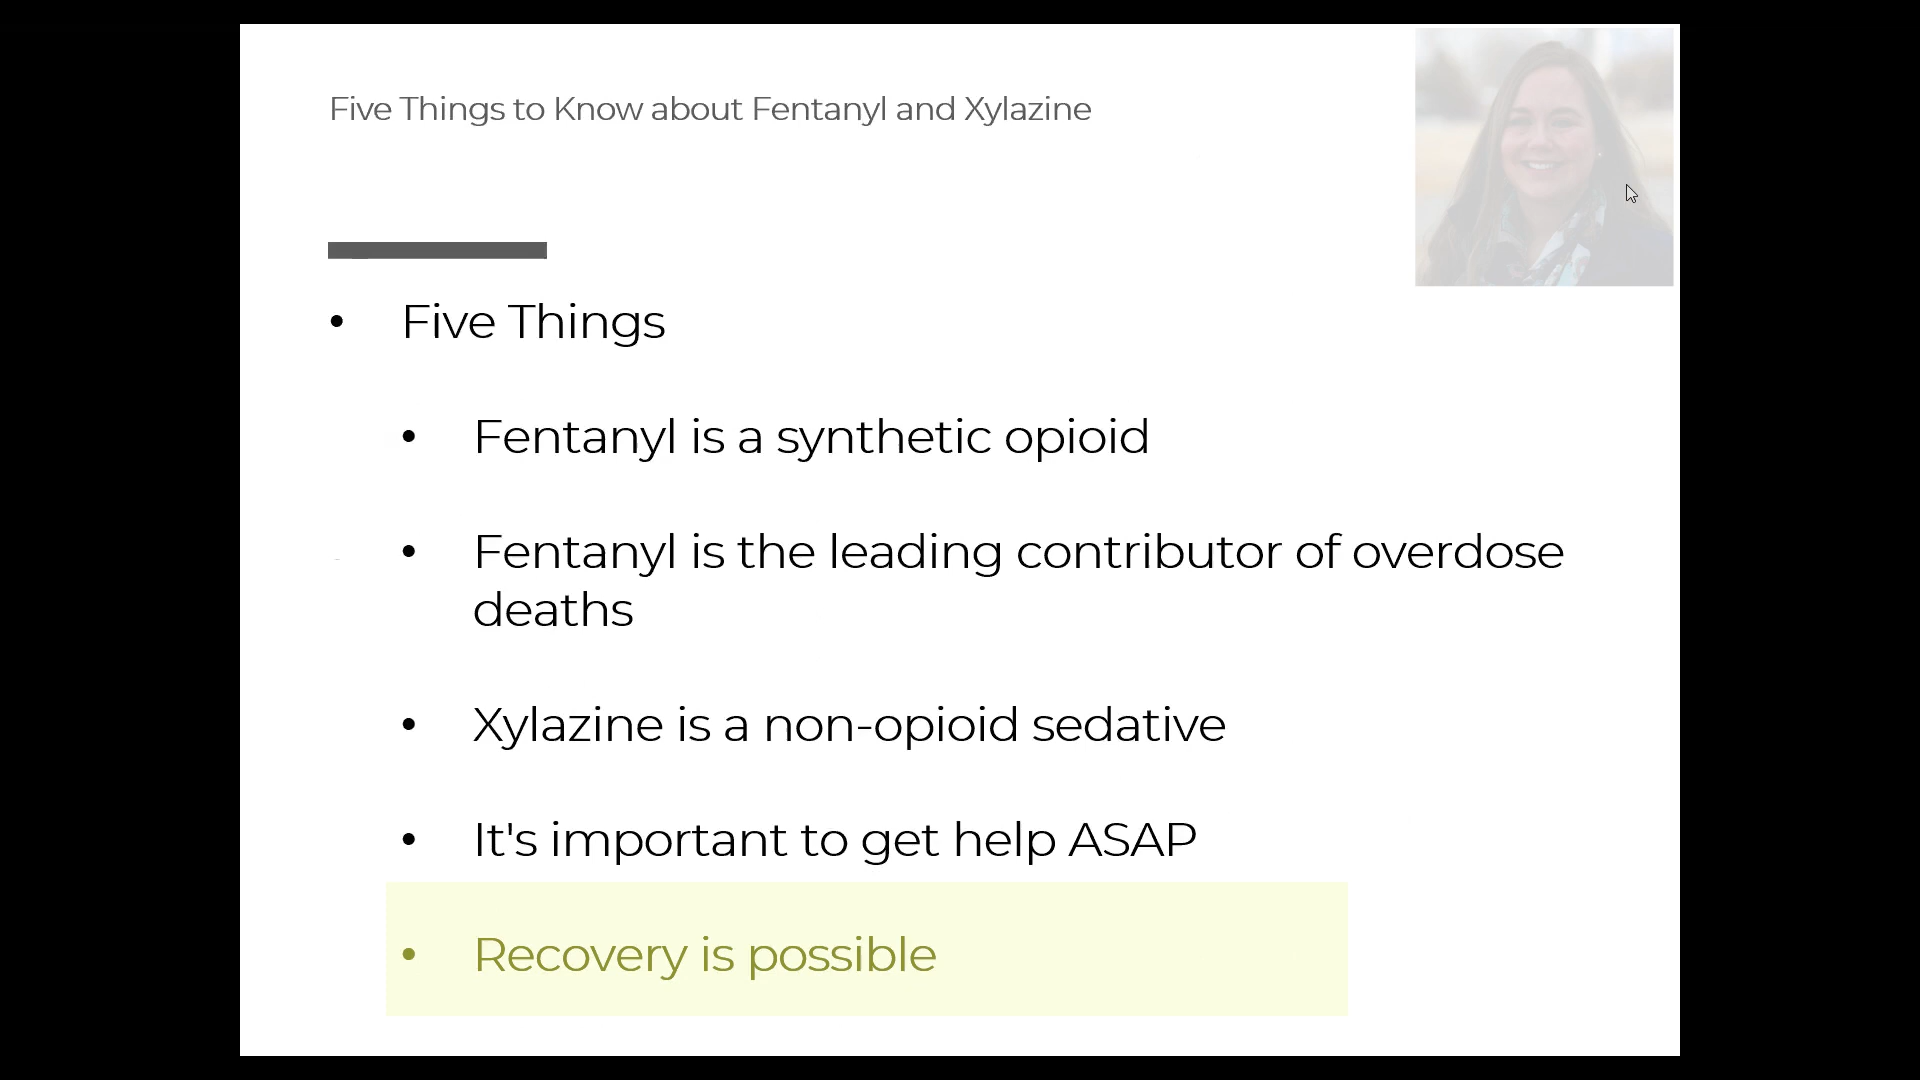 Five Things to Know about Fentanyl and Xylazine
• Five Things
• Fentanyl is a synthetic opioid
• Fentanyl is the leading contributor of overdose
deaths
• Xylazine is a non-opioid sedative
• It's important to get help ASAP
• Recovery is possible